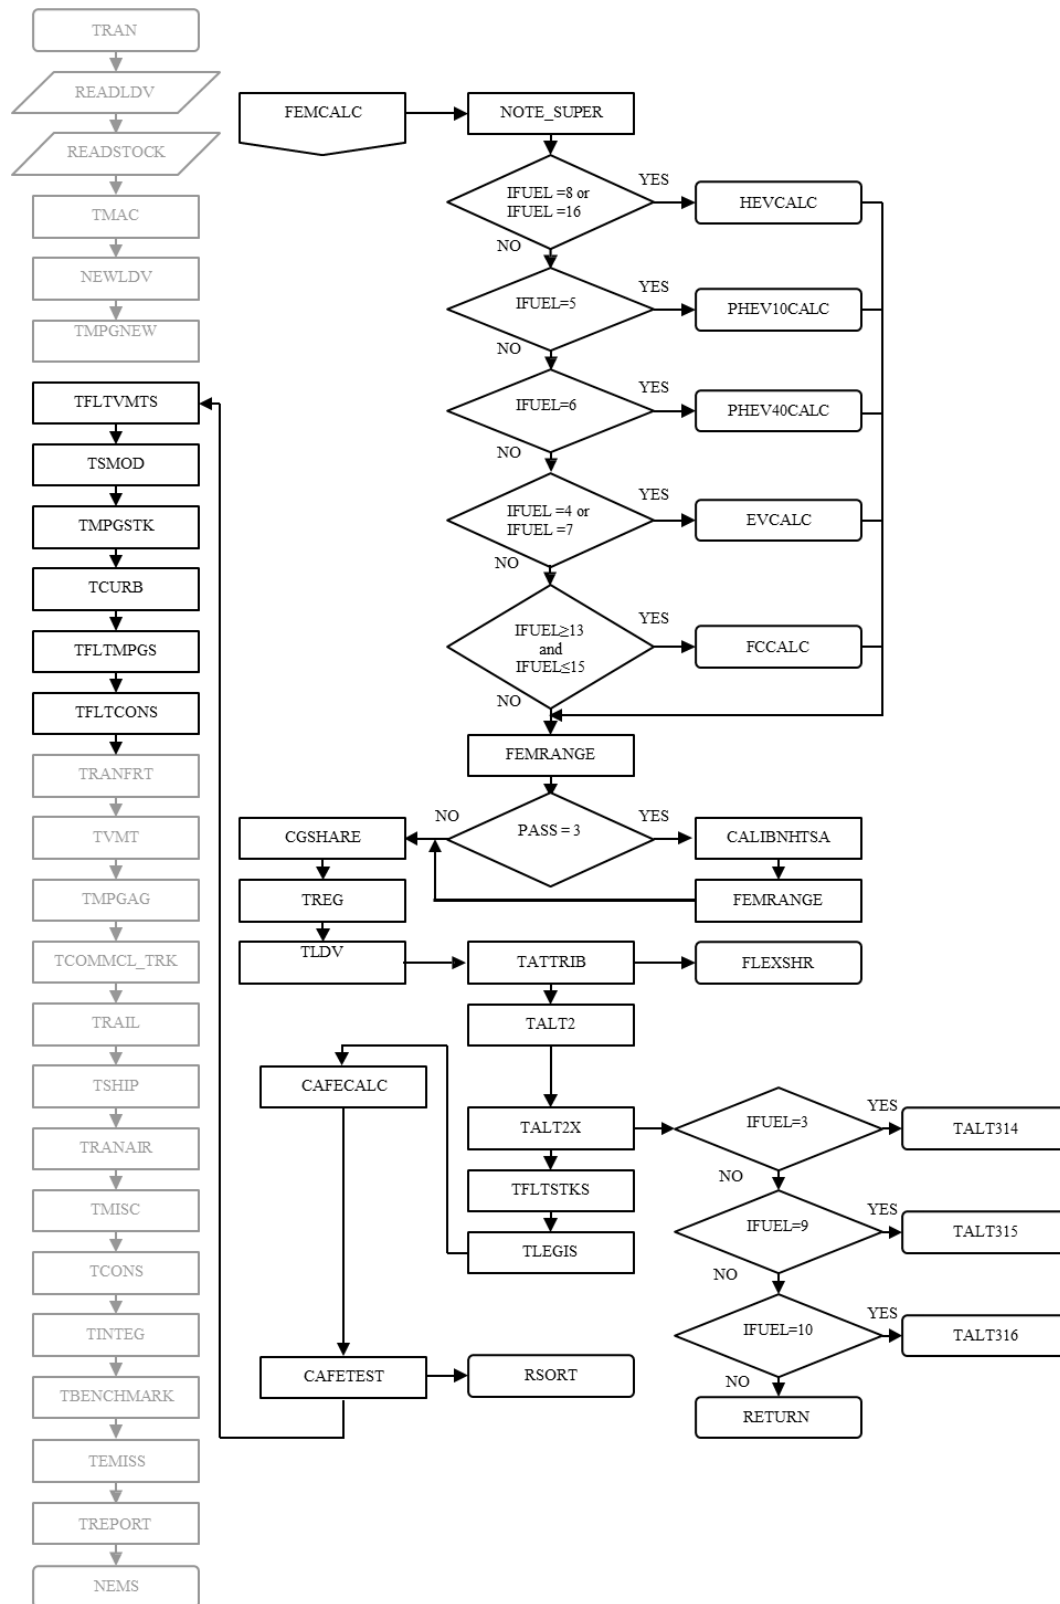 TRAN
READLDV
READSTOCK
TMAC
NEWLDV
TMPGNEW
TFLTVMTS
TSMOD
TMPGSTK
TCURB
TFLTMPGS
TFLTCONS
TRANFRT
TVMT
TMPGAG
TCOMMCL_TRK
TRAIL
TSHIP
TRANAIR
TMISC
TCONS
TINTEG
TBENCHMARK
TEMISS
TREPORT
NEMS
FEMCALC
NOTE_SUPER
IFUEL =8 or
IFUEL =16
YES
HEVCALC
NO
IFUEL=5
YES
PHEV10CALC
NO
IFUEL=6
YES
PHEV40CALC
NO
IFUEL =4 or
IFUEL =7
YES
EVCALC
NO
IFUEL≥13
and
IFUEL≤15
YES
FCCALC
NO
FEMRANGE
PASS = 3
NO
YES
CGSHARE
CALIBNHTSA
TREG
FEMRANGE
TLDV
TATTRIB
FLEXSHR
TALT2
CAFECALC
TALT2X
IFUEL=3
YES
TALT314
NO
TFLTSTKS
TLEGIS
IFUEL=9
YES
TALT315
NO
IFUEL=10
YES
TALT316
NO
CAFETEST
RSORT
RETURN